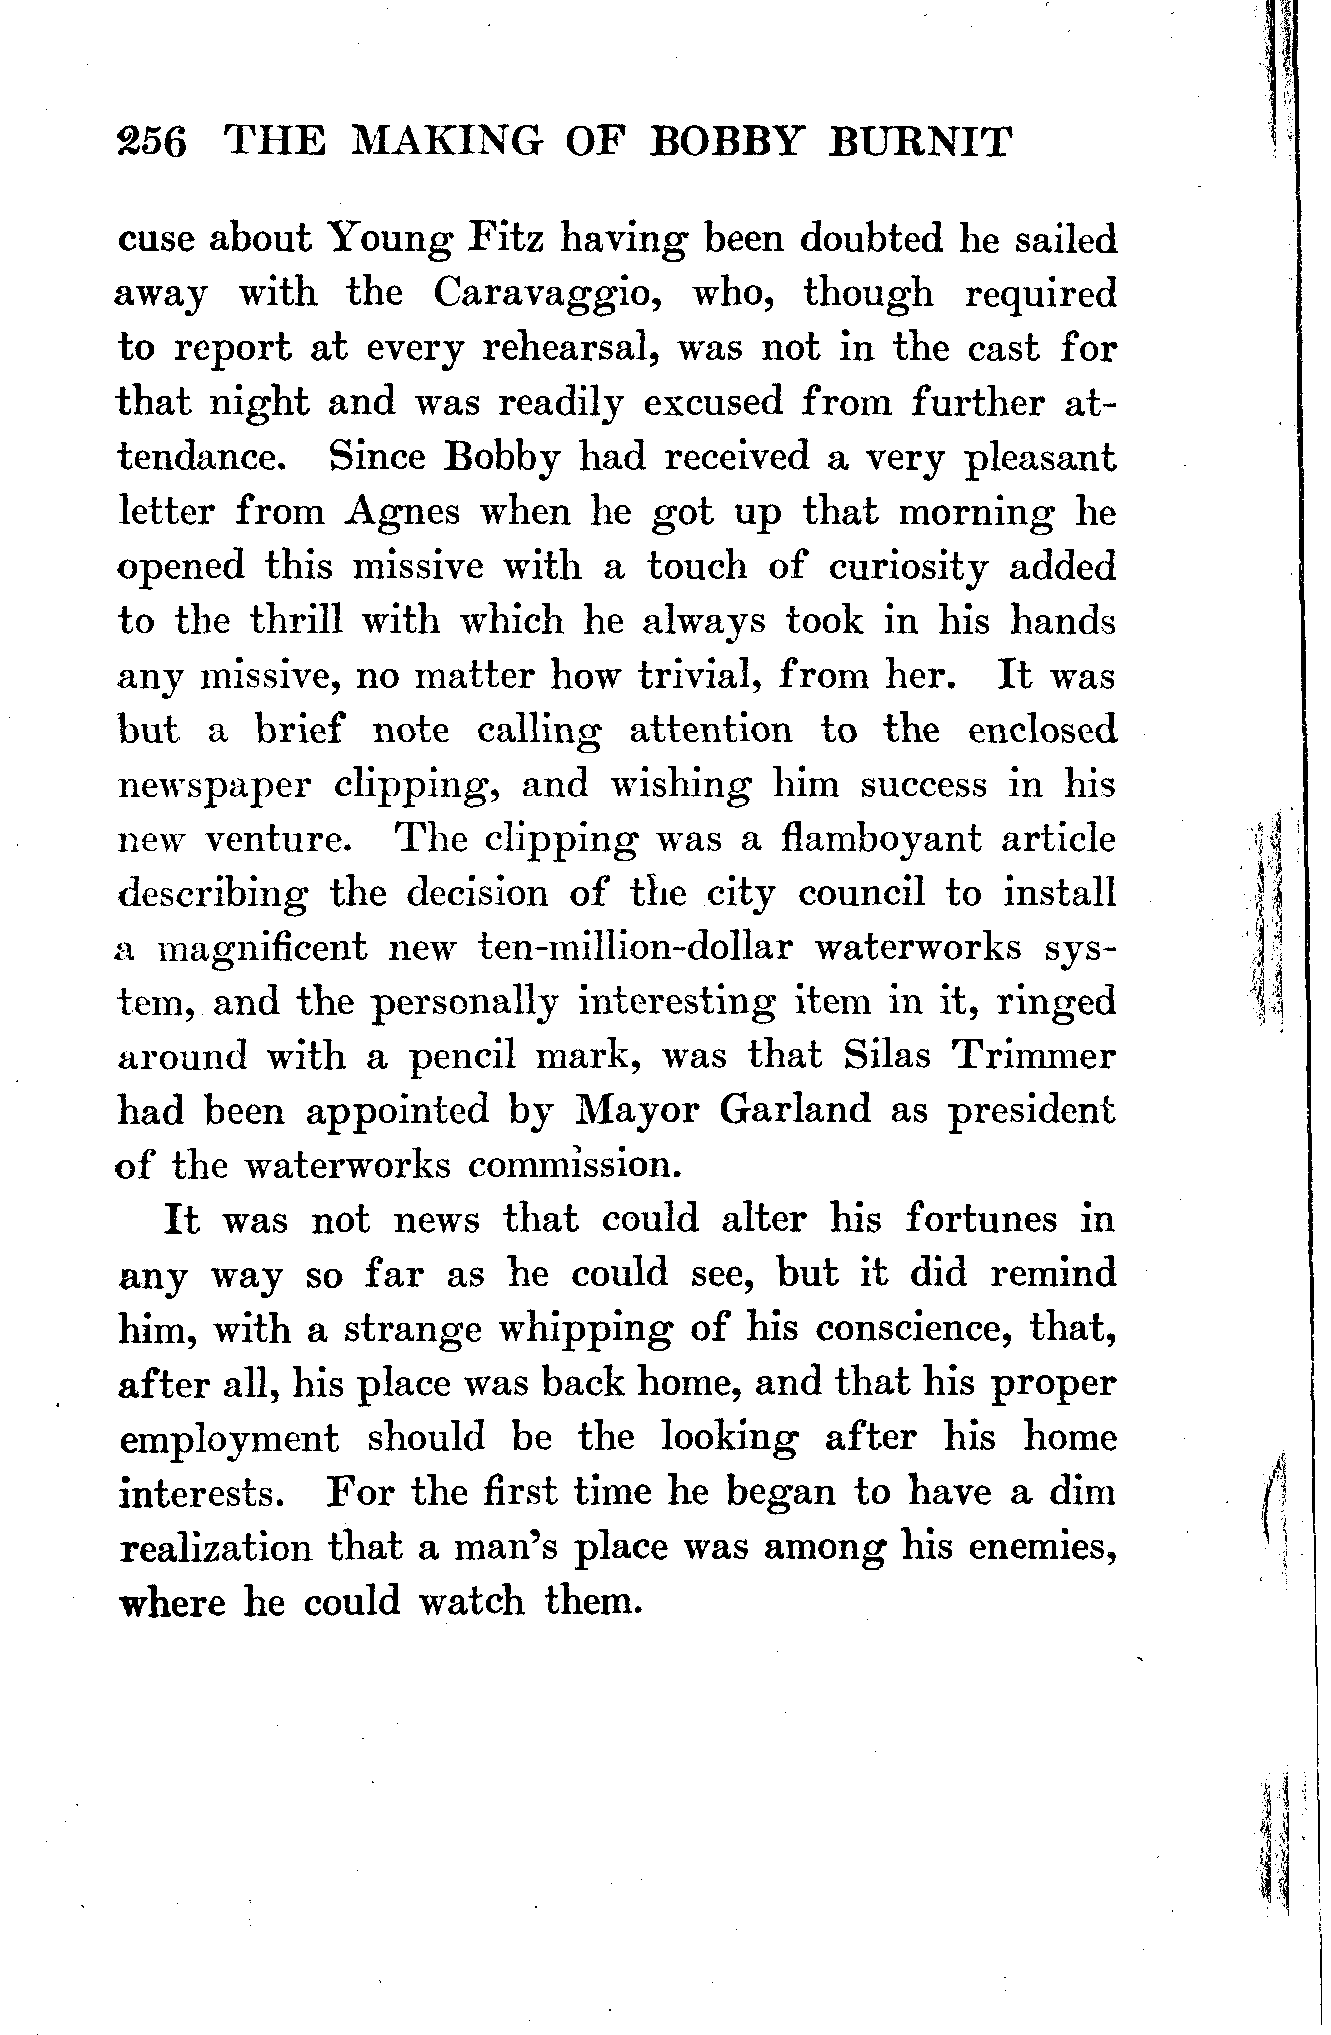 256 THE MAKING OF BOBBY BURNIT
cuse about Young Fitz having been doubted he sailed
away with the Caravaggio, who, though required
to report at every rehearsal, was not in the cast for
that night and was readily excused from further at-
tendance. Since Bobby had received a very pleasant
letter from Agnes when he got up that morning he
opened this missive with a touch of curiosity added
to the thrill with which he always took in his hands
any missive, no matter how trivial, from her. It was
but a brief note calling attention to the enclosed
newspaper clipping, and wishing him success in his
new venture. The clipping was a flamboyant article
describing the decision of the city council to install
a magnificent new ten-million-dollar waterworks sys-
tem, and the personally interesting item in it, ringed
around with a pencil mark, was that Silas Trimmer
had been appointed by Mayor Garland as president
of the waterworks commission.
It was not news that could alter his fortunes in
any way so far as he could see, but it did remind
him, with a strange whipping of his conscience, that,
after all, his place was back home, and that his proper
employment should be the looking after his home
interests. For the first time he began to have a dim
realization that a man's place was among his enemies,
where he could watch them.